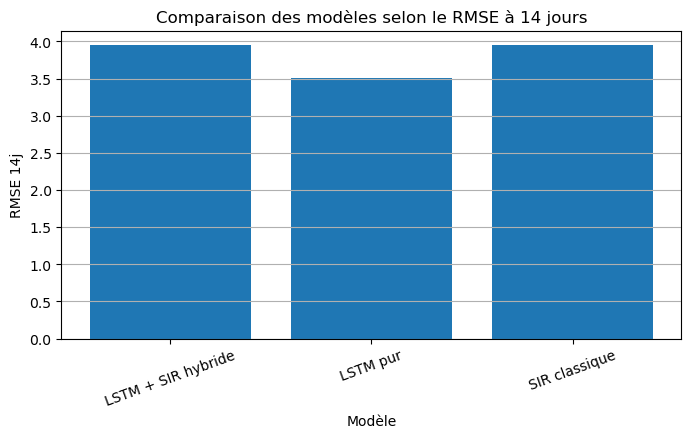 Comparaison des modèles selon le RMSE à 14 jours
RMSE 14j
4.0
3.5
3.0
2.5
2.0
1.5
1.0
0.5
0.0
LSTM + SIR hybride
LSTM pur
SIR classique
Modèle